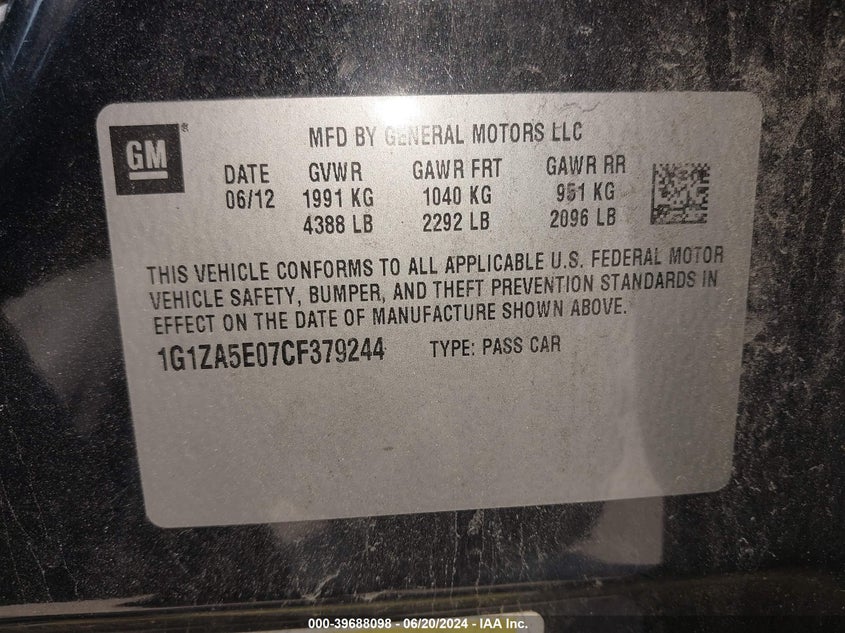 GM®
MFD BY GENERAL MOTORS LLC
DATE GVWR GAWR FRT GAWR RR
06/12 1991 KG 1040 KG 951 KG
4388 LB 2292 LB 2096 LB
THIS VEHICLE CONFORMS TO ALL APPLICABLE U.S. FEDERAL MOTOR
VEHICLE SAFETY, BUMPER, AND THEFT PREVENTION STANDARDS IN
EFFECT ON THE DATE OF MANUFACTURE SHOWN ABOVE.
1G1ZA5E07CF379244 TYPE: PASS CAR
000-39688098 - 06/20/2024 - IAA Inc.